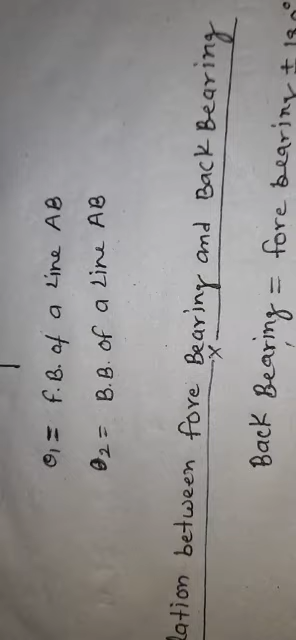 θ₁ = F.B. of a Line AB
θ₂ = B.B. of a Line AB
lation between fore Bearing and Back Bearing
Back Bearing = fore bearing ± 180°